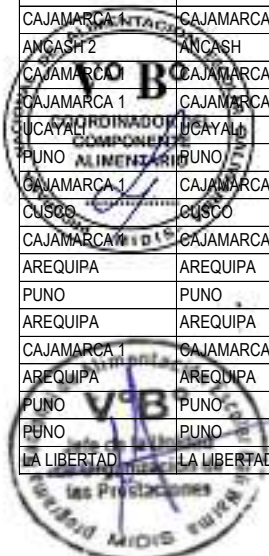 CAJAMARCA 1 CAJAMARCA
ANCASH 2 ANCASH
CAJAMARCA 1 CAJAMARCA
CAJAMARCA 1 CAJAMARCA
UCAYALI UCAYALI
PUNO PUNO
CAJAMARCA 1 CAJAMARCA
CUSCO CUSCO
CAJAMARCA 1 CAJAMARCA
AREQUIPA AREQUIPA
PUNO PUNO
AREQUIPA AREQUIPA
CAJAMARCA 1 CAJAMARCA
AREQUIPA AREQUIPA
PUNO PUNO
PUNO PUNO
LA LIBERTAD LA LIBERTAD
V° B°
COORDINADOR
COMPONENTE
ALIMENTARIO
MIDIS
V° B°
las Prestaciones
MIDIS